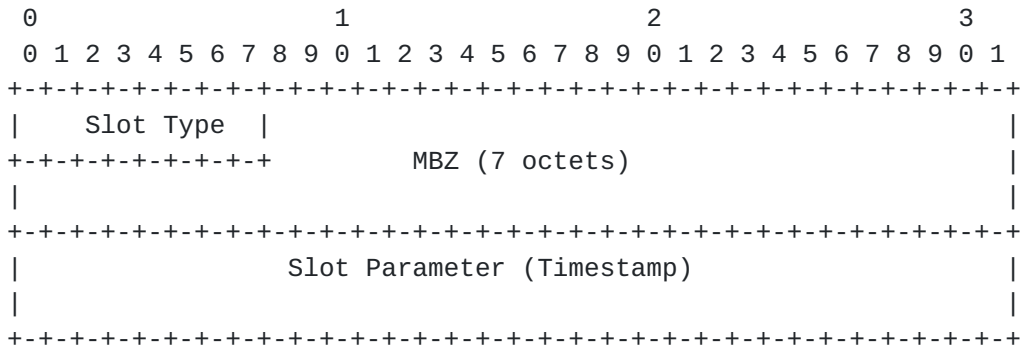 0                   1                   2                   3
 0 1 2 3 4 5 6 7 8 9 0 1 2 3 4 5 6 7 8 9 0 1 2 3 4 5 6 7 8 9 0 1
+-+-+-+-+-+-+-+-+-+-+-+-+-+-+-+-+-+-+-+-+-+-+-+-+-+-+-+-+-+-+-+-+
|    Slot Type  |                                               |
+-+-+-+-+-+-+-+-+         MBZ (7 octets)                        |
|                                                               |
+-+-+-+-+-+-+-+-+-+-+-+-+-+-+-+-+-+-+-+-+-+-+-+-+-+-+-+-+-+-+-+-+
|                 Slot Parameter (Timestamp)                    |
|                                                               |
+-+-+-+-+-+-+-+-+-+-+-+-+-+-+-+-+-+-+-+-+-+-+-+-+-+-+-+-+-+-+-+-+